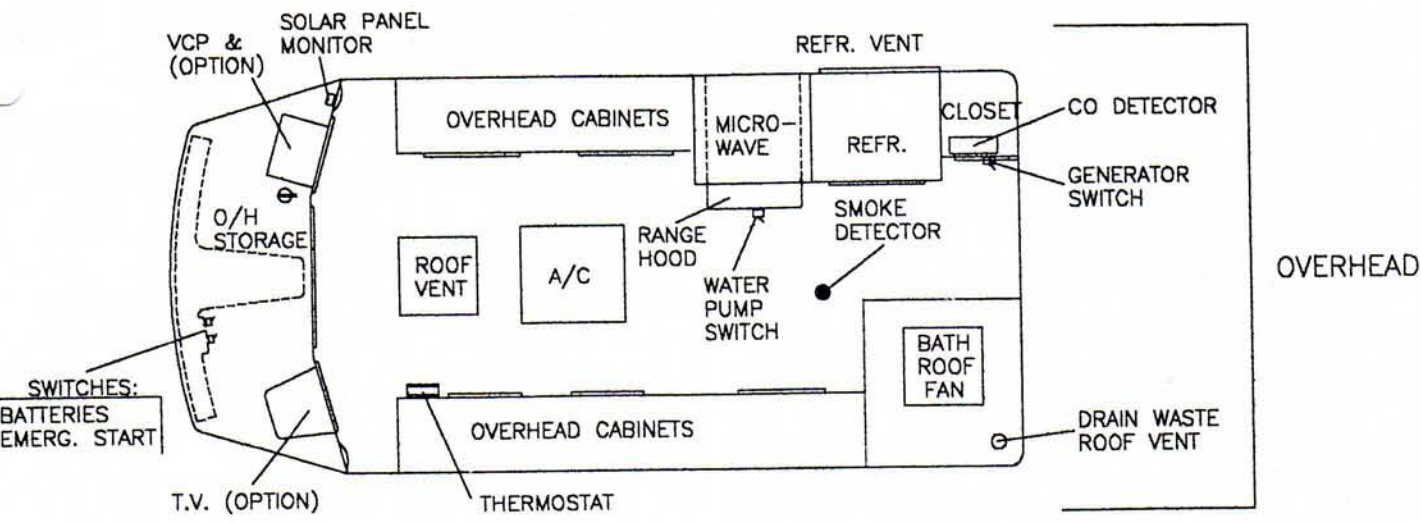 SOLAR PANEL
MONITOR
VCP &
(OPTION)
REFR. VENT
OVERHEAD CABINETS
MICRO-
WAVE
REFR.
CLOSET
CO DETECTOR
GENERATOR
SWITCH
O/H
STORAGE
RANGE
HOOD
SMOKE
DETECTOR
ROOF
VENT
A/C
WATER
PUMP
SWITCH
OVERHEAD
BATH
ROOF
FAN
SWITCHES:
BATTERIES
EMERG. START
OVERHEAD CABINETS
DRAIN WASTE
ROOF VENT
T.V. (OPTION)
THERMOSTAT